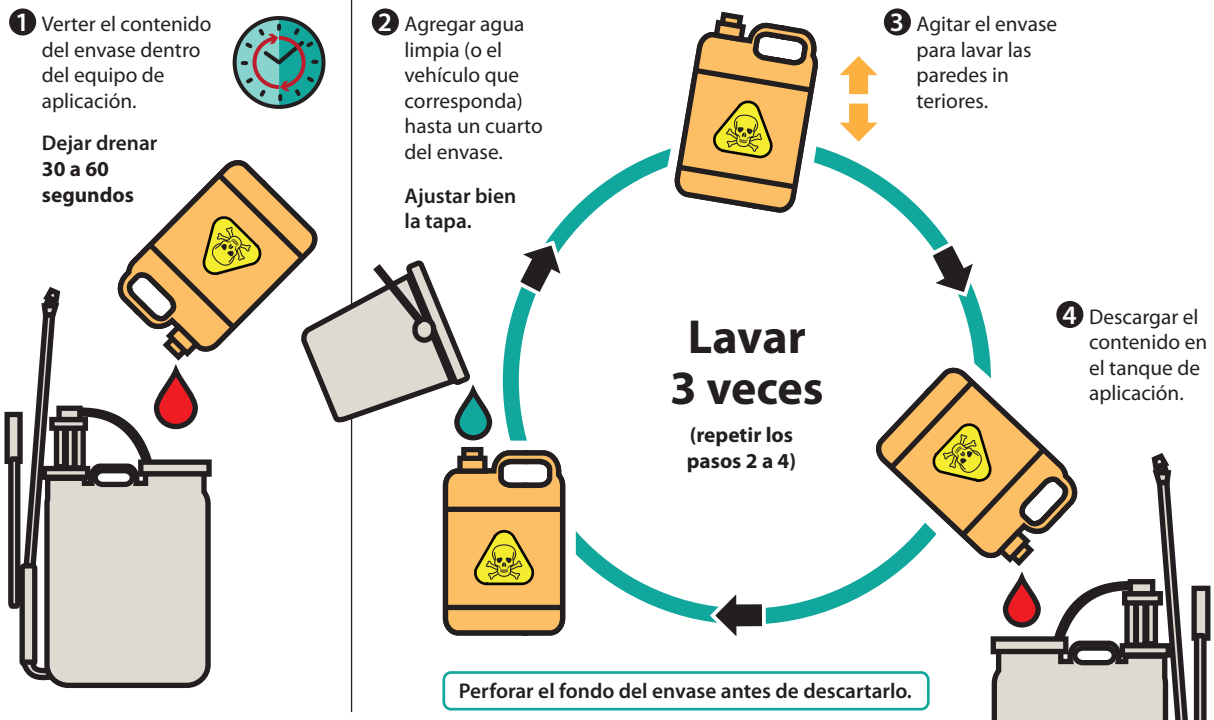 1 Verter el contenido
del envase dentro
del equipo de
aplicación.
Dejar drenar
30 a 60
segundos
2 Agregar agua
limpia (o el
vehículo que
corresponda)
hasta un cuarto
del envase.
Ajustar bien
la tapa.
3 Agitar el envase
para lavar las
paredes in
teriores.
4 Descargar el
contenido en
el tanque de
aplicación.
Lavar
3 veces
(repetir los
pasos 2 a 4)
Perforar el fondo del envase antes de descartarlo.